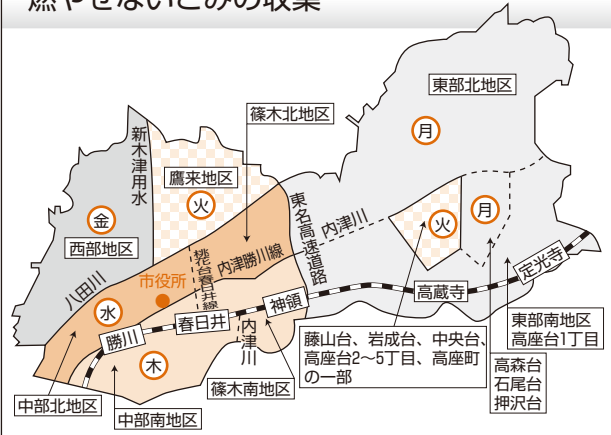 燃やせないごみの収集
東部北地区
篠木北地区
月
新木津用水
鷹来地区
火
金
西部地区
東名高速道路
内津川
火
月
桃花台春日井線
内津勝川線
八田川
市役所
定光寺
高蔵寺
神領
春日井
水
勝川
内津川
木
藤山台、岩成台、中央台、
高座台2〜5丁目、高座町
の一部
東部南地区
高座台1丁目
高森台
石尾台
押沢台
篠木南地区
中部北地区
中部南地区